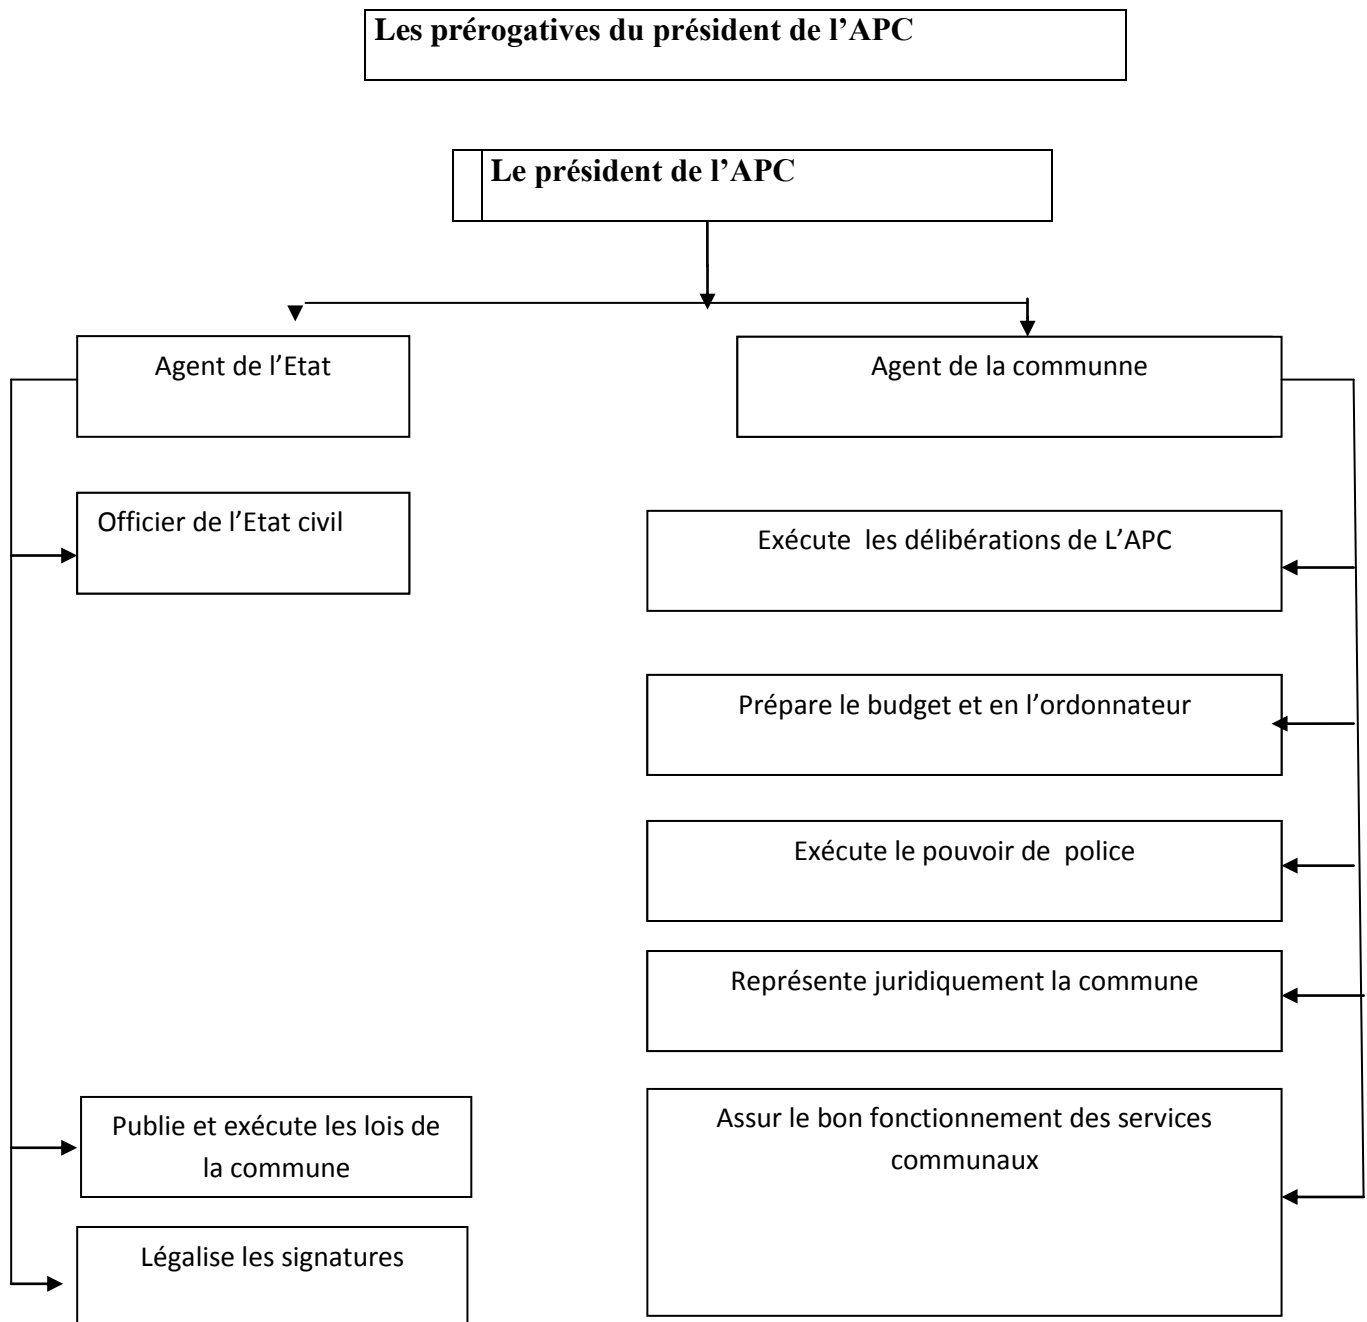 Les prérogatives du président de l’APC
Le président de l’APC
Agent de l’Etat
Agent de la communne
Officier de l’Etat civil
Exécute les délibérations de L’APC
Prépare le budget et en l’ordonnateur
Exécute le pouvoir de police
Représente juridiquement la commune
Publie et exécute les lois de
la commune
Assur le bon fonctionnement des services
communaux
Légalise les signatures